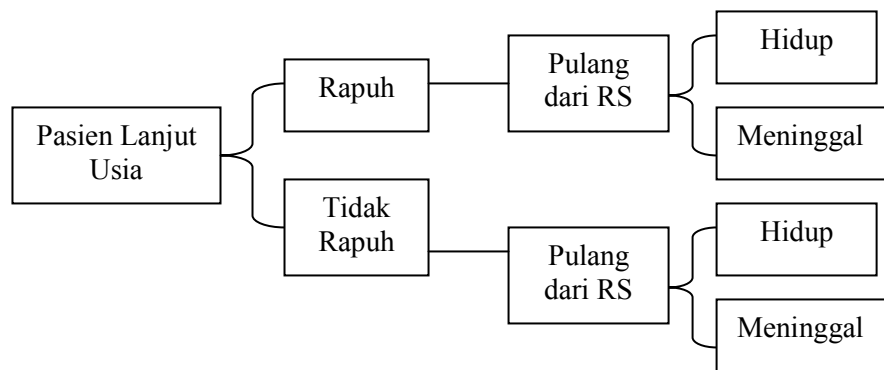 Pasien Lanjut
Usia
Rapuh
Pulang
dari RS
Hidup
Meninggal
Tidak
Rapuh
Pulang
dari RS
Hidup
Meninggal